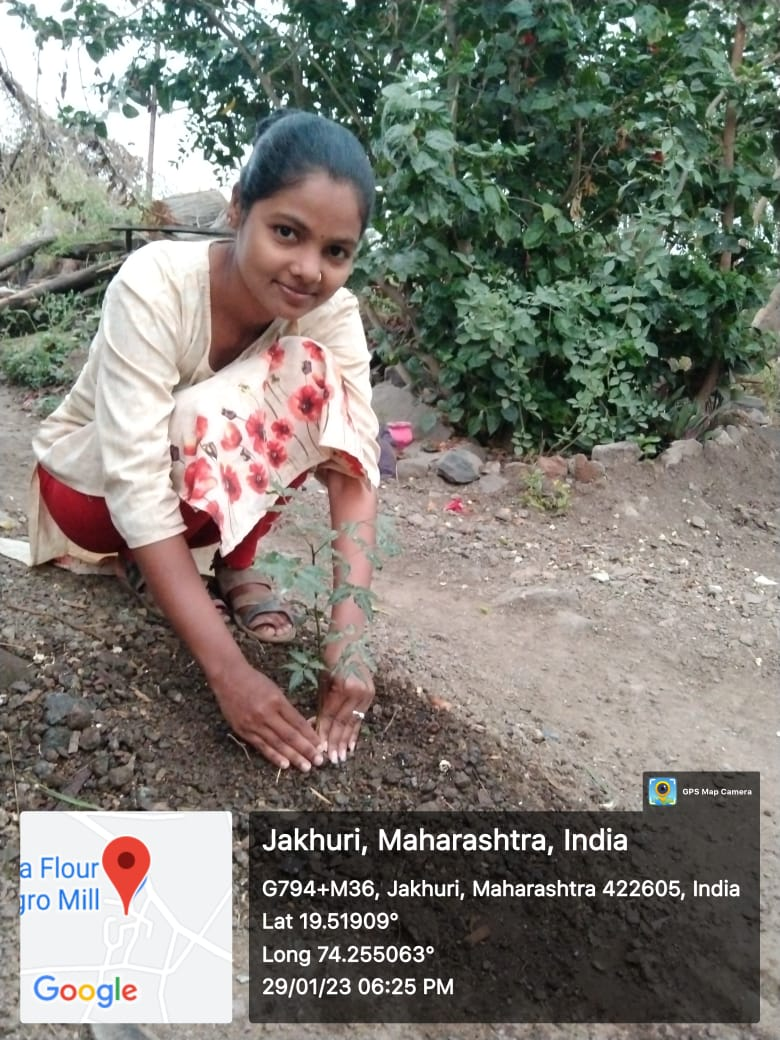 GPS Map Camera
Jakhuri, Maharashtra, India
G794+M36, Jakhuri, Maharashtra 422605, India
Lat 19.51909°
Long 74.255063°
29/01/23 06:25 PM
a Flour
gro Mill
Google